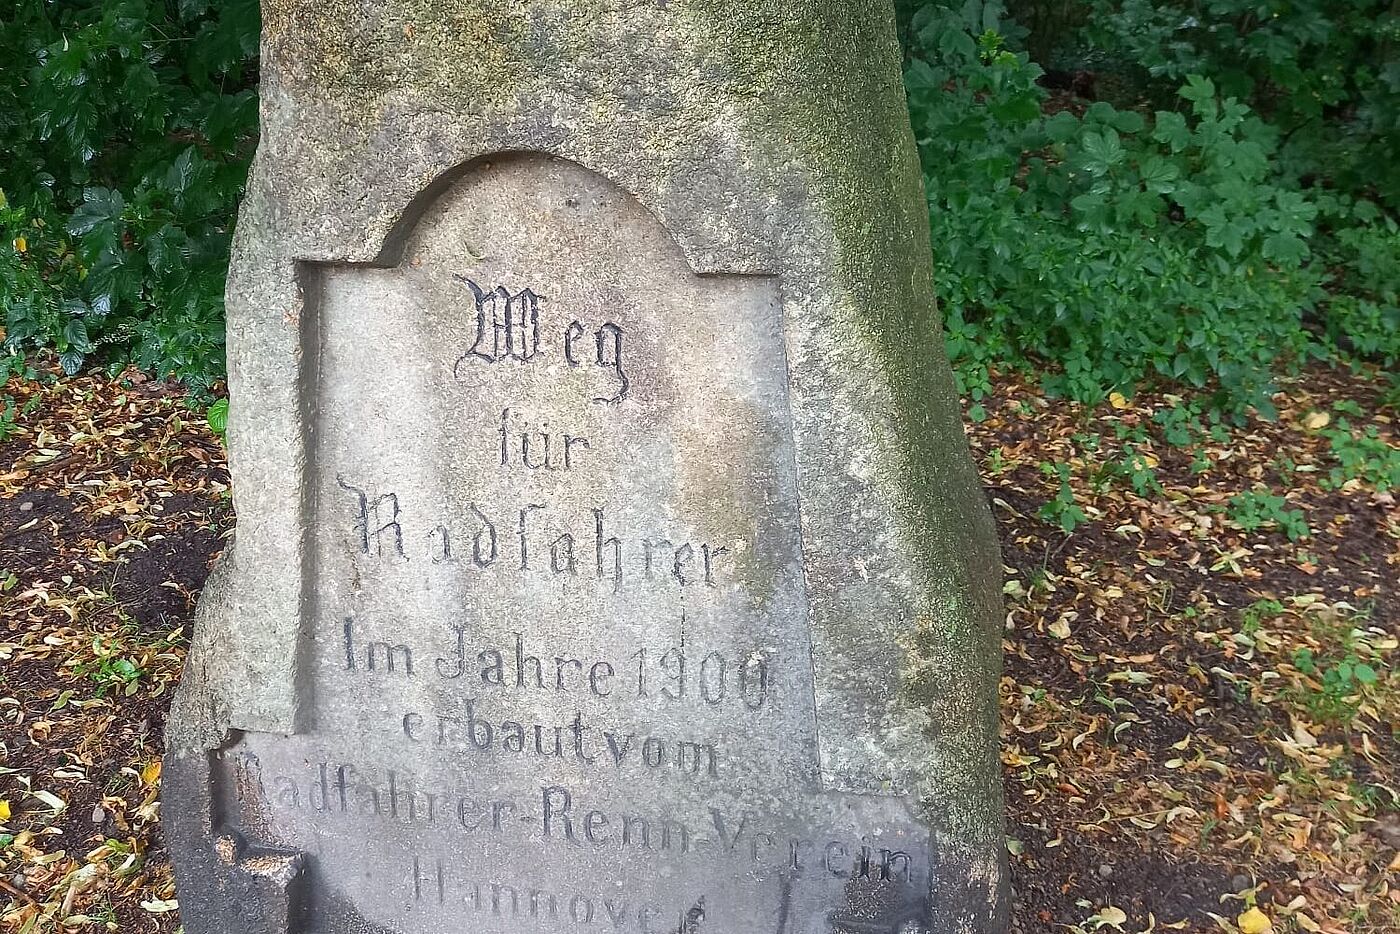 Weg
für
Radfahrer
Im Jahre 1900
erbaut vom
Radfahrer-Renn-Verein
Hannover